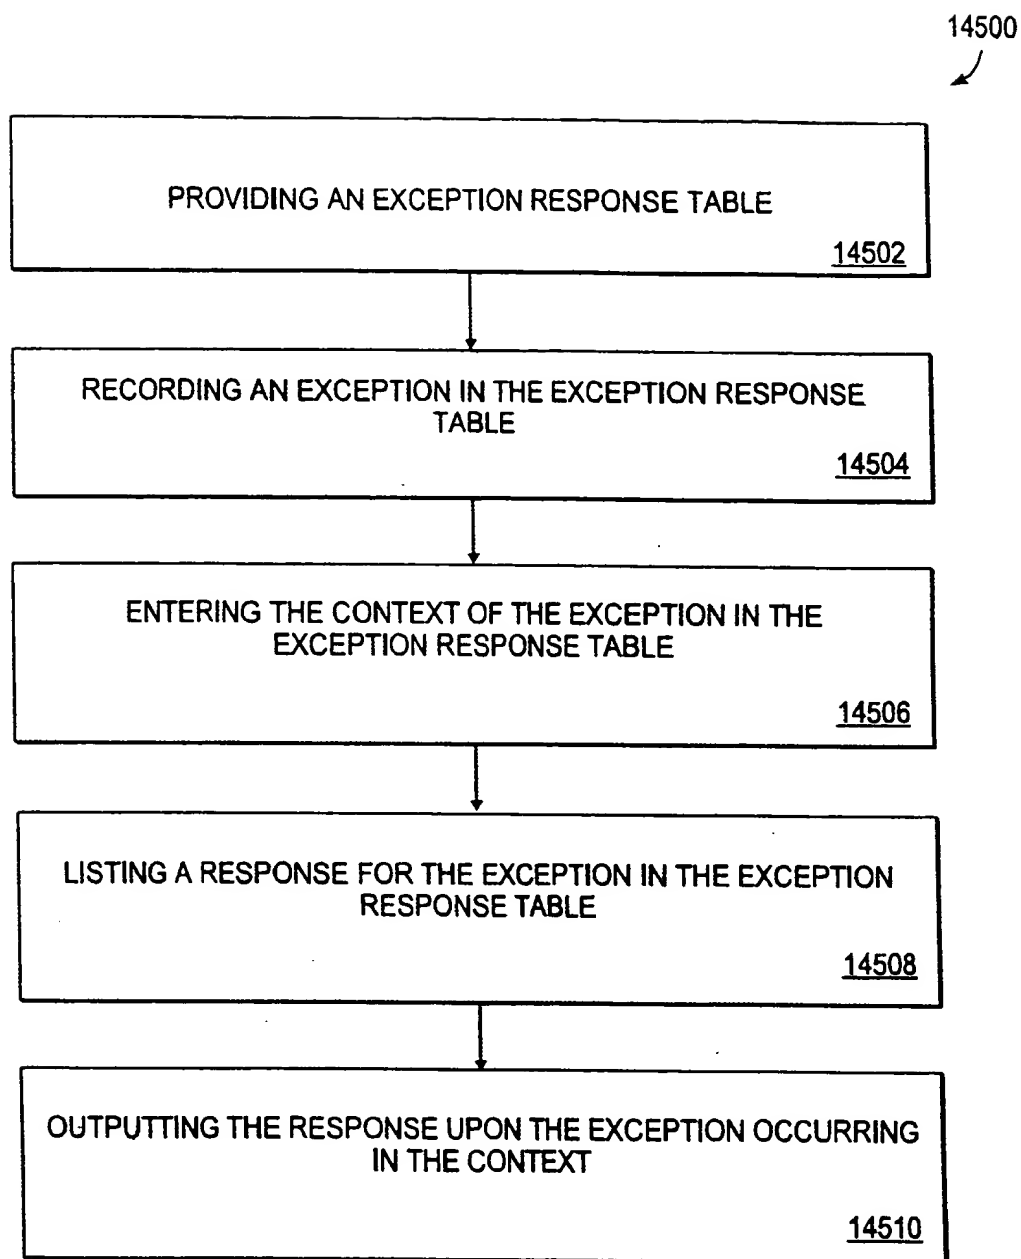 14500
PROVIDING AN EXCEPTION RESPONSE TABLE
14502
RECORDING AN EXCEPTION IN THE EXCEPTION RESPONSE
TABLE
14504
ENTERING THE CONTEXT OF THE EXCEPTION IN THE
EXCEPTION RESPONSE TABLE
14506
LISTING A RESPONSE FOR THE EXCEPTION IN THE EXCEPTION
RESPONSE TABLE
14508
OUTPUTTING THE RESPONSE UPON THE EXCEPTION OCCURRING
IN THE CONTEXT
14510